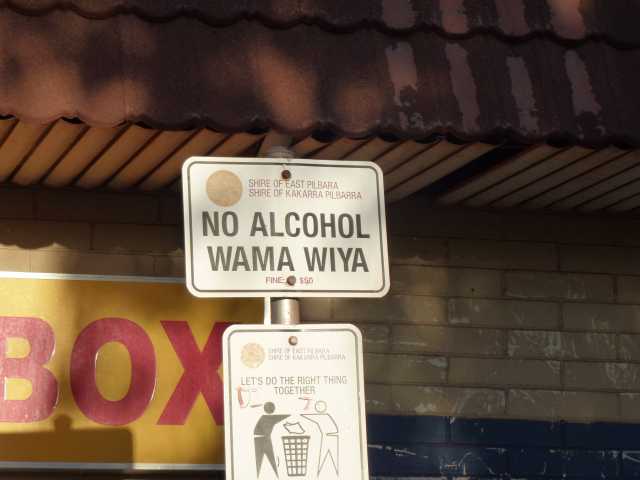 SHIRE OF EAST PILBARA
SHIRE OF KAKARRA PILBARRA
NO ALCOHOL
WAMA WIYA
FINE: $50
BOX
SHIRE OF EAST PILBARA
SHIRE OF KAKARRA PILBARRA
LET'S DO THE RIGHT THING
TOGETHER